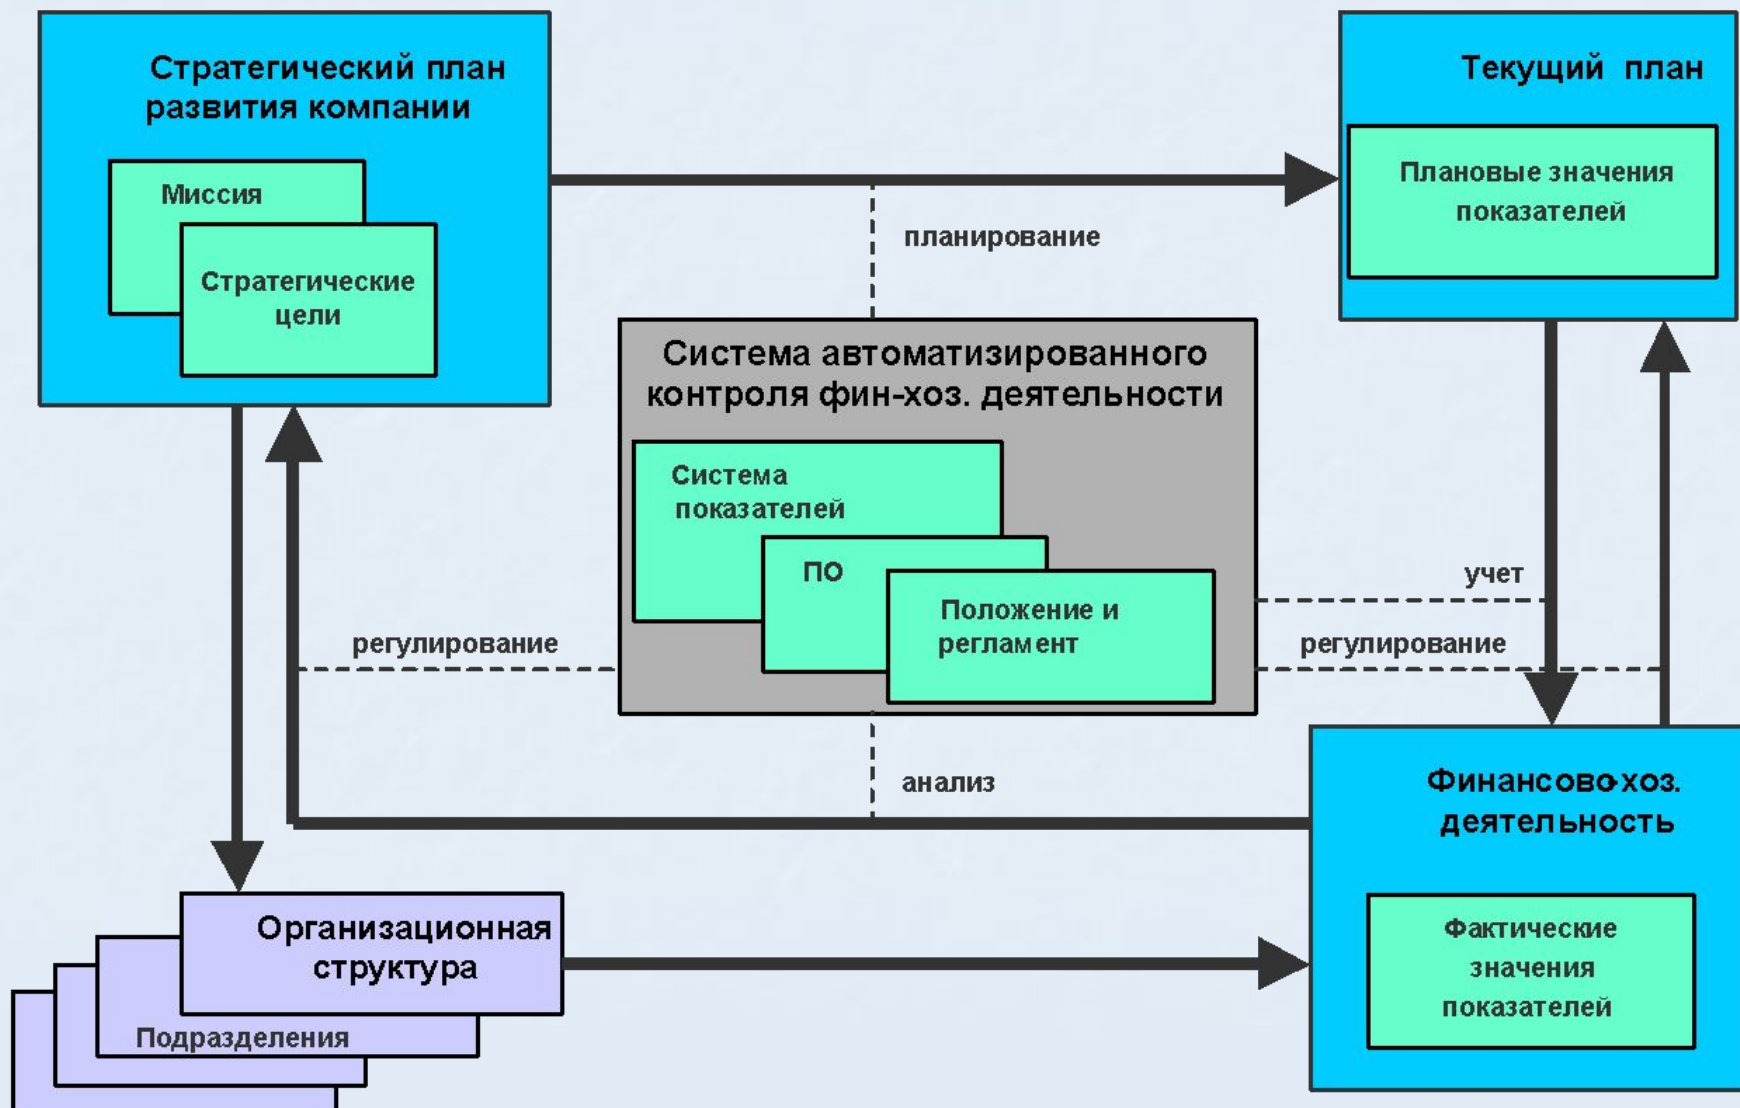 Стратегический план
развития компании
Миссия
Стратегические
цели
Текущий план
Плановые значения
показателей
планирование
Система автоматизированного
контроля фин-хоз. деятельности
Система
показателей
ПО
Положение и
регламент
учет
регулирование
регулирование
анализ
Финансово-хоз.
деятельность
Фактические
значения
показателей
Организационная
структура
Подразделения